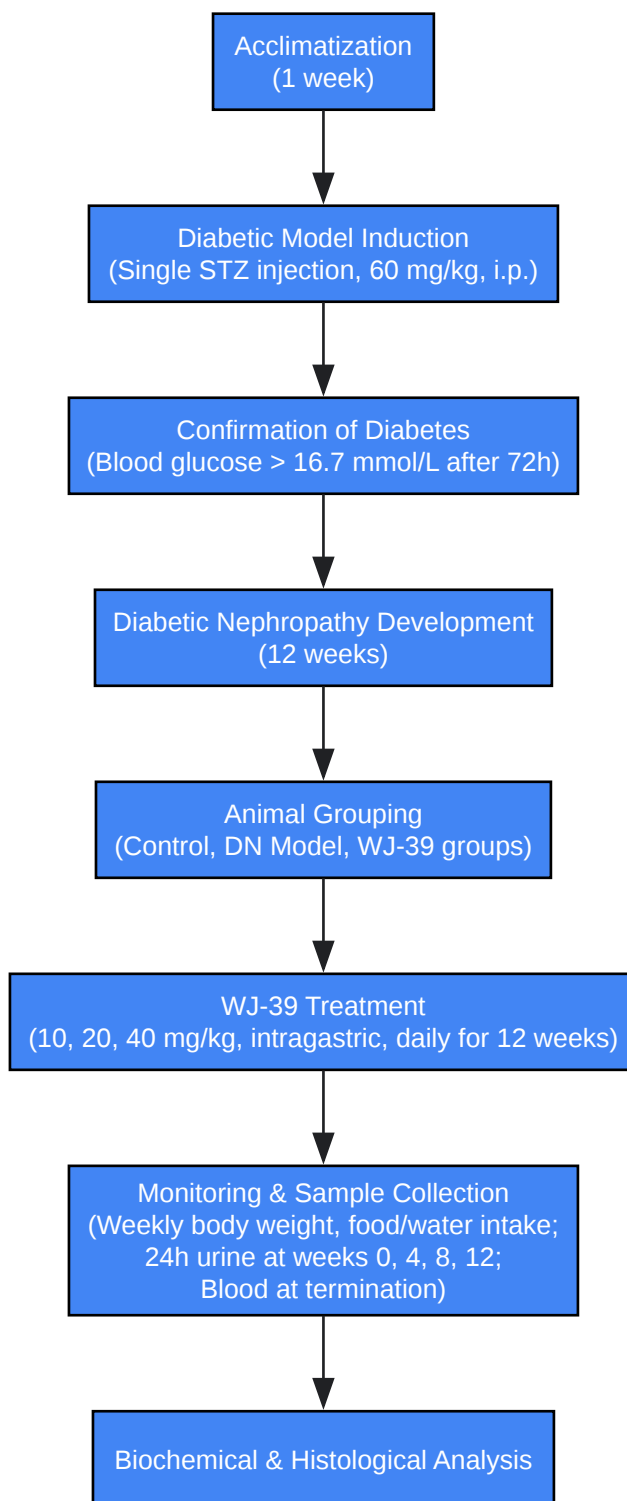 Acclimatization
(1 week)
Diabetic Model Induction
(Single STZ injection, 60 mg/kg, i.p.)
Confirmation of Diabetes
(Blood glucose > 16.7 mmol/L after 72h)
Diabetic Nephropathy Development
(12 weeks)
Animal Grouping
(Control, DN Model, WJ-39 groups)
WJ-39 Treatment
(10, 20, 40 mg/kg, intragastric, daily for 12 weeks)
Monitoring & Sample Collection
(Weekly body weight, food/water intake;
24h urine at weeks 0, 4, 8, 12;
Blood at termination)
Biochemical & Histological Analysis